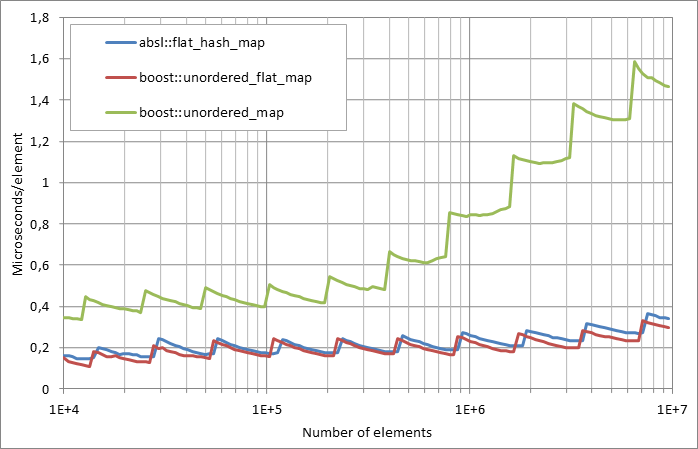 1,8
1,6
1,4
1,2
1
0,8
0,6
0,4
0,2
0
Microseconds/element
absl::flat_hash_map
boost::unordered_flat_map
boost::unordered_map
1E+4 1E+5 1E+6 1E+7
Number of elements